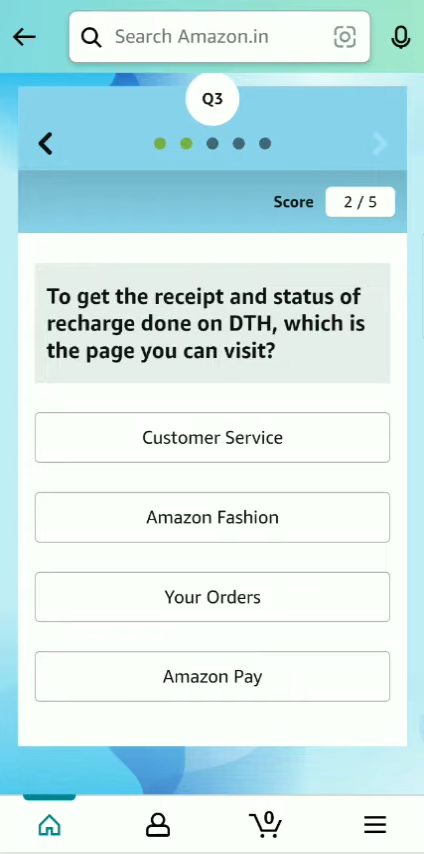 Search Amazon.in
Q3
Score 2 / 5
To get the receipt and status of
recharge done on DTH, which is
the page you can visit?
Customer Service
Amazon Fashion
Your Orders
Amazon Pay
0